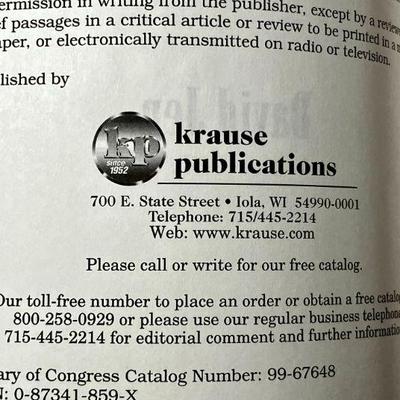 ermission in writing from the publisher, except by a reviewer
ef passages in a critical article or review to be printed in a
aper, or electronically transmitted on radio or television.
lished by
kp
since
1952
krause
publications
700 E. State Street • Iola, WI 54990-0001
Telephone: 715/445-2214
Web: www.krause.com
Please call or write for our free catalog.
Our toll-free number to place an order or obtain a free catalog
800-258-0929 or please use our regular business telephone
715-445-2214 for editorial comment and further information
ary of Congress Catalog Number: 99-67648
N: 0-87341-859-X